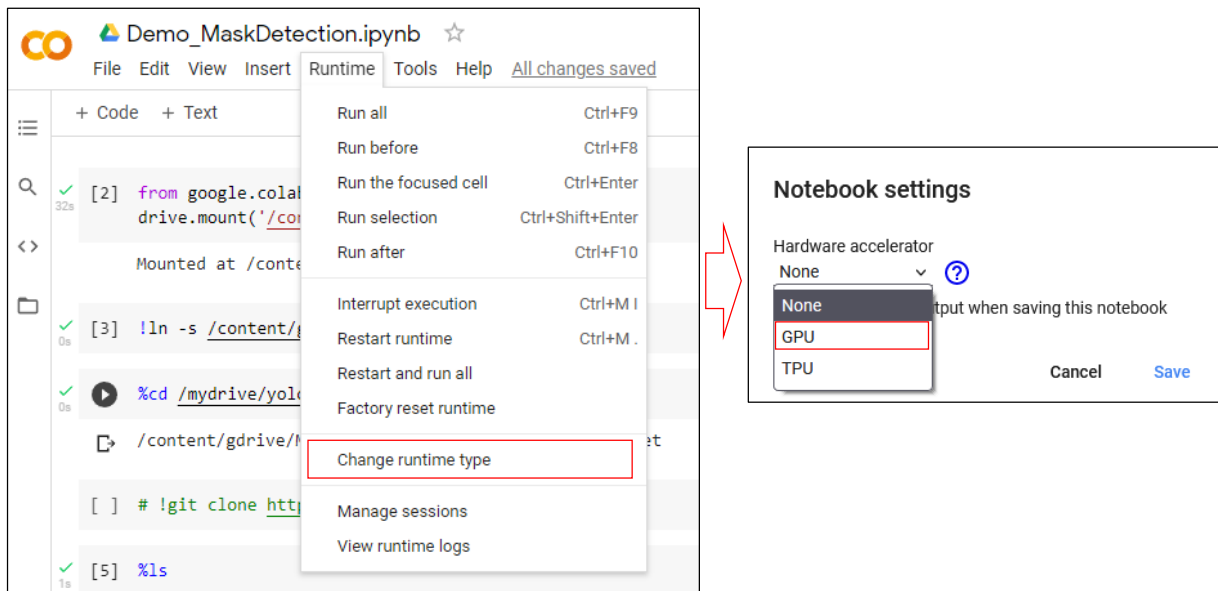 Demo_MaskDetection.ipynb
File Edit View Insert Runtime Tools Help All changes saved
+ Code + Text
Run all Ctrl+F9
Run before Ctrl+F8
Run the focused cell Ctrl+Enter
Run selection Ctrl+Shift+Enter
Run after Ctrl+F10
Interrupt execution Ctrl+M I
Restart runtime Ctrl+M .
Restart and run all
Factory reset runtime
Change runtime type
Manage sessions
View runtime logs
32s
[2] from google.colab
drive.mount('/con
Mounted at /conte
0s
[3] !ln -s /content/g
0s
%cd /mydrive/yolo
/content/gdrive/M et
[ ] # !git clone http
1s
[5] %ls
Notebook settings
Hardware accelerator
None
None
tput when saving this notebook
GPU
TPU
Cancel Save